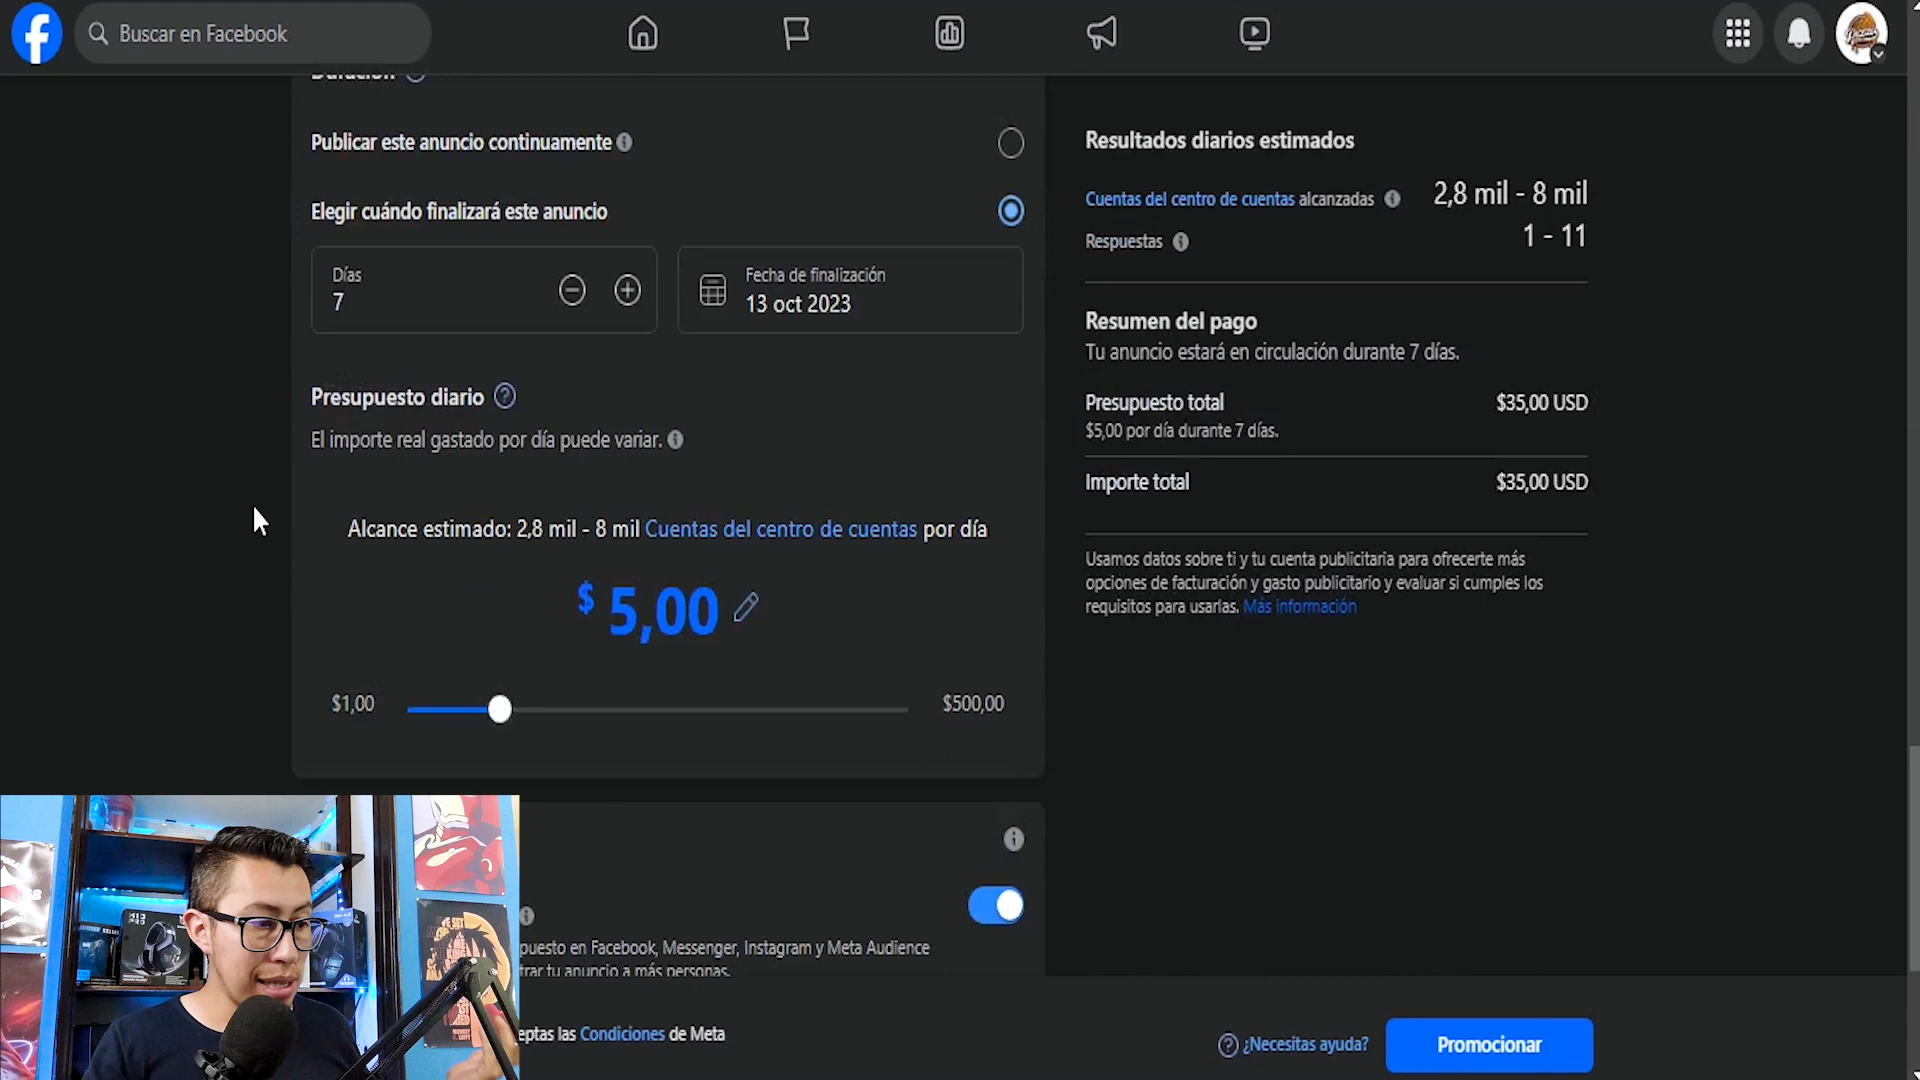 Buscar en Facebook
Duración
Publicar este anuncio continuamente
Elegir cuándo finalizará este anuncio
Días
7
Fecha de finalización
13 oct 2023
Presupuesto diario
El importe real gastado por día puede variar.
Alcance estimado: 2,8 mil - 8 mil Cuentas del centro de cuentas por día
$ 5,00
$1,00
$500,00
Resultados diarios estimados
Cuentas del centro de cuentas alcanzadas
2,8 mil - 8 mil
Respuestas
1 - 11
Resumen del pago
Tu anuncio estará en circulación durante 7 días.
Presupuesto total
$35,00 USD
$5,00 por día durante 7 días.
Importe total
$35,00 USD
Usamos datos sobre ti y tu cuenta publicitaria para ofrecerte más
opciones de facturación y gasto publicitario y evaluar si cumples los
requisitos para usarlas. Más información
puesto en Facebook, Messenger, Instagram y Meta Audience
trar tu anuncio a más personas.
eptas las Condiciones de Meta
¿Necesitas ayuda?
Promocionar